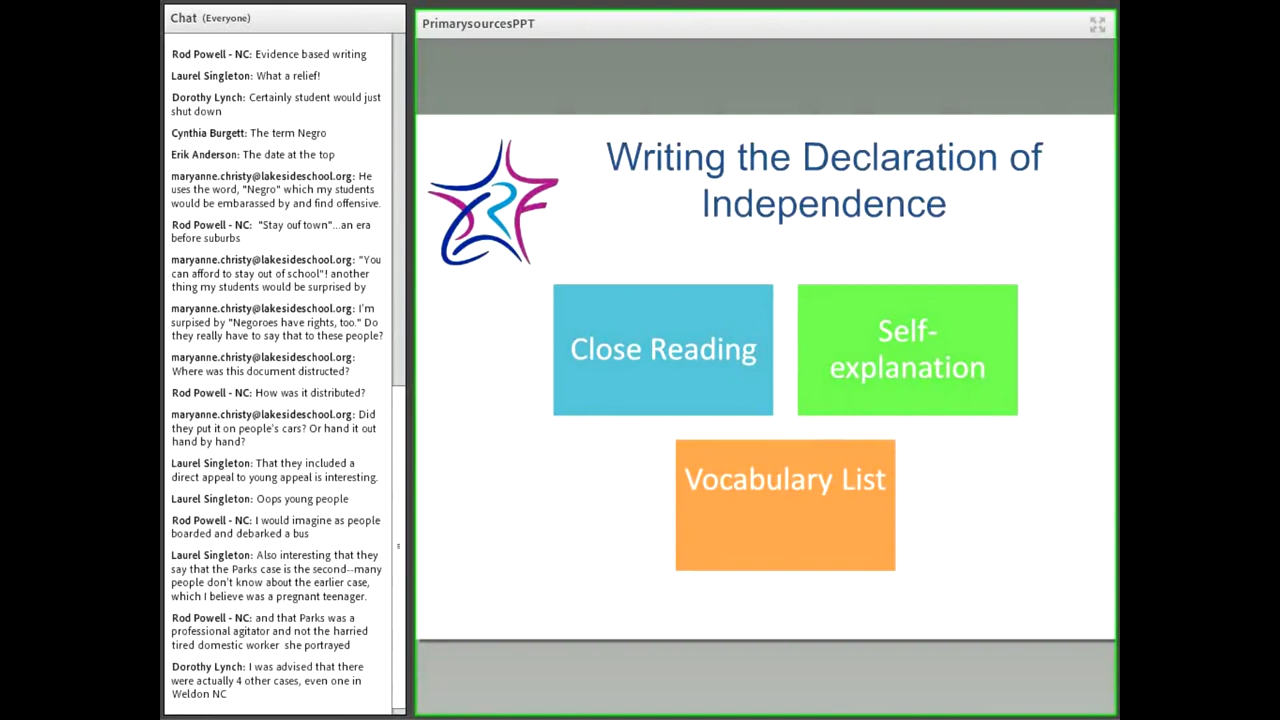 Chat (Everyone)
Rod Powell - NC: Evidence based writing
Laurel Singleton: What a relief!
Dorothy Lynch: Certainly student would just
shut down
Cynthia Burgett: The term Negro
Erik Anderson: The date at the top
maryanne.christy@lakesideschool.org: He
uses the word, "Negro" which my students
would be embarassed by and find offensive.
Rod Powell - NC: "Stay ouf town"...an era
before suburbs
maryanne.christy@lakesideschool.org: "You
can afford to stay out of school"! another
thing my students would be surprised by
maryanne.christy@lakesideschool.org: I'm
surpised by "Negoroes have rights, too." Do
they really have to say that to these people?
maryanne.christy@lakesideschool.org:
Where was this document distructed?
Rod Powell - NC: How was it distributed?
maryanne.christy@lakesideschool.org: Did
they put it on people's cars? Or hand it out
hand by hand?
Laurel Singleton: That they included a
direct appeal to young appeal is interesting.
Laurel Singleton: Oops young people
Rod Powell - NC: I would imagine as people
boarded and debarked a bus
Laurel Singleton: Also interesting that they
say that the Parks case is the second--many
people don't know about the earlier case,
which I believe was a pregnant teenager.
Rod Powell - NC: and that Parks was a
professional agitator and not the harried
tired domestic worker she portrayed
Dorothy Lynch: I was advised that there
were actually 4 other cases, even one in
Weldon NC
PrimarysourcesPPT
CRF
Writing the Declaration of
Independence
Close Reading
Self-
explanation
Vocabulary List